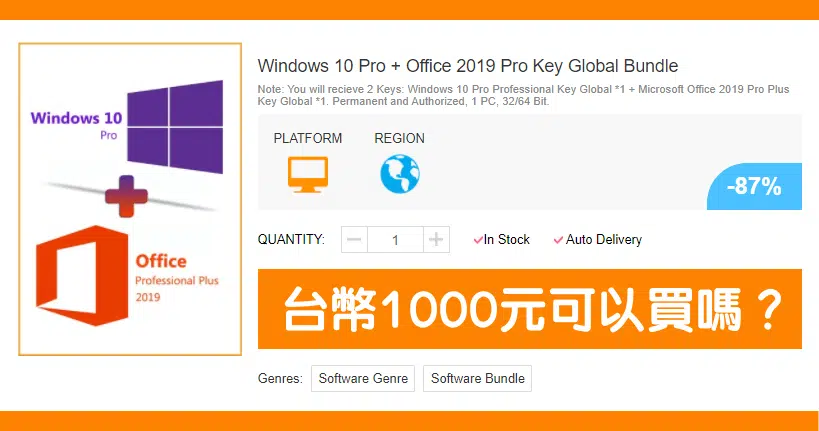 Windows 10 Pro + Office 2019 Pro Key Global Bundle
Note: You will recieve 2 Keys: Windows 10 Pro Professional Key Global *1 + Microsoft Office 2019 Pro Plus
Key Global *1. Permanent and Authorized, 1 PC, 32/64 Bit.
Windows 10
Pro
Office
Professional Plus
2019
PLATFORM
REGION
-87%
QUANTITY:
1
In Stock
Auto Delivery
台幣1000元可以買嗎？
Genres:
Software Genre
Software Bundle